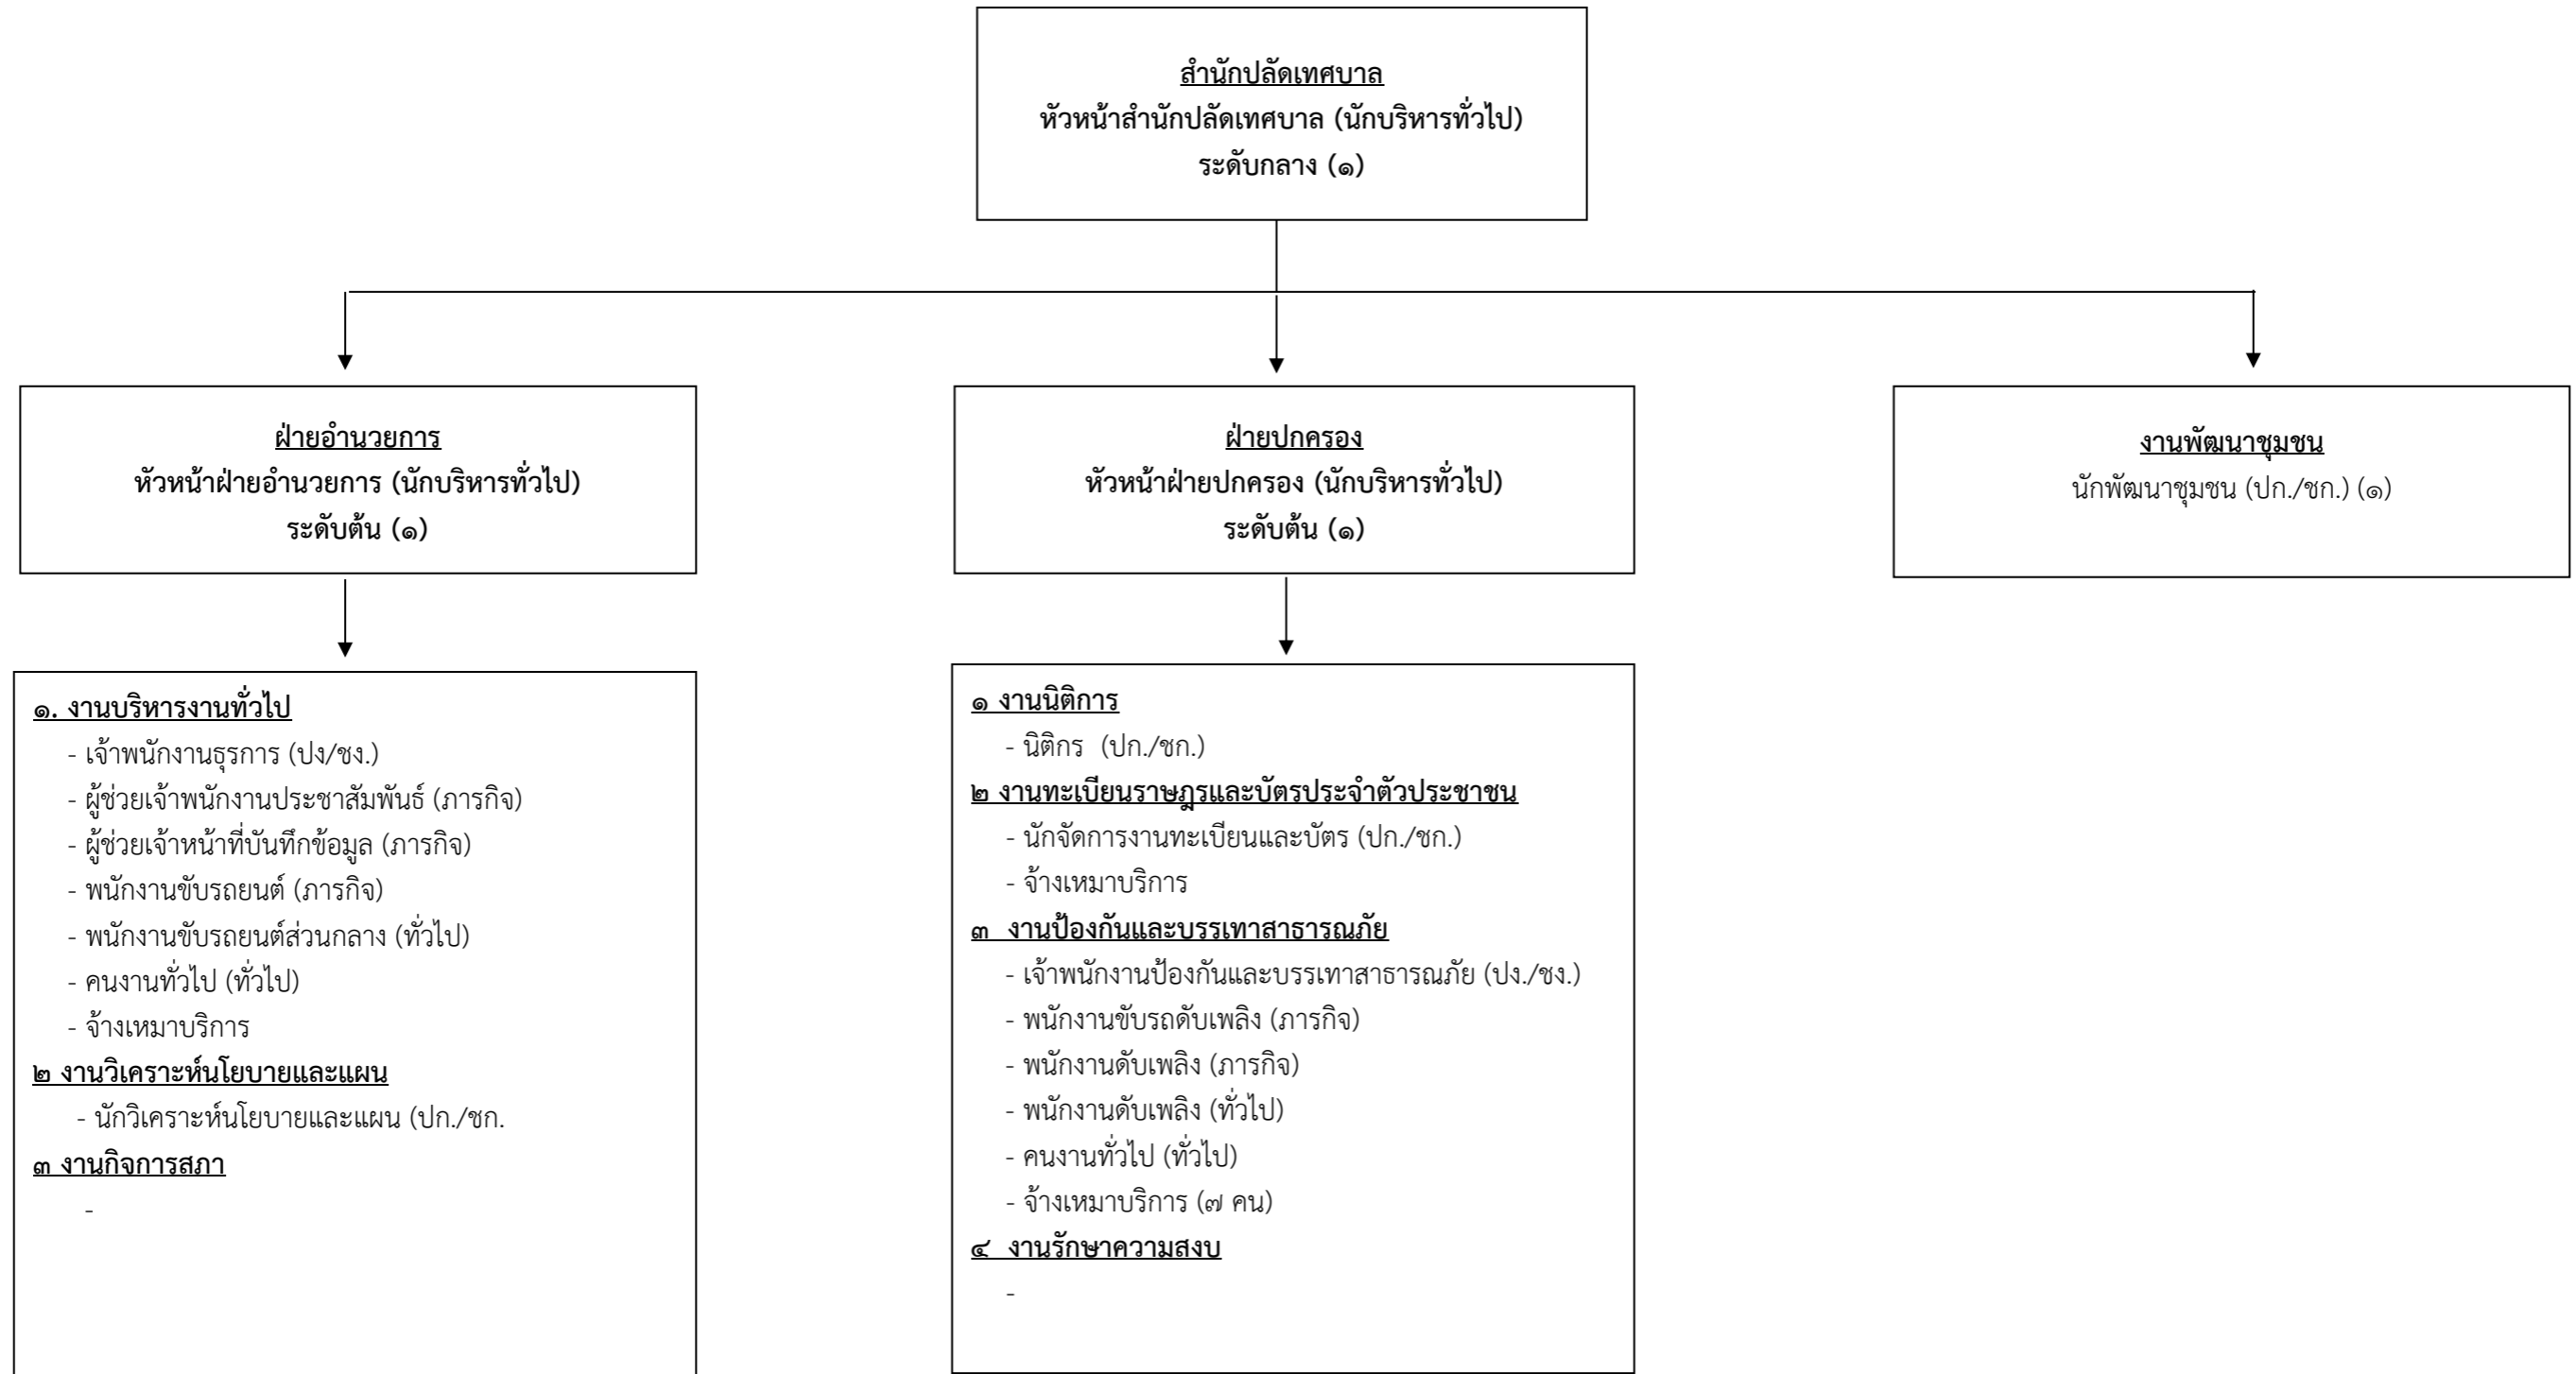 สำนักปลัดเทศบาล
หัวหน้าสำนักปลัดเทศบาล (นักบริหารทั่วไป)
ระดับกลาง (๑)
ฝ่ายอำนวยการ
หัวหน้าฝ่ายอำนวยการ (นักบริหารทั่วไป)
ระดับต้น (๑)
ฝ่ายปกครอง
หัวหน้าฝ่ายปกครอง (นักบริหารทั่วไป)
ระดับต้น (๑)
งานพัฒนาชุมชน
นักพัฒนาชุมชน (ปก./ชก.) (๑)
๑. งานบริหารงานทั่วไป
- เจ้าพนักงานธุรการ (ปง/ชง.)
- ผู้ช่วยเจ้าพนักงานประชาสัมพันธ์ (ภารกิจ)
- ผู้ช่วยเจ้าหน้าที่บันทึกข้อมูล (ภารกิจ)
- พนักงานขับรถยนต์ (ภารกิจ)
- พนักงานขับรถยนต์ส่วนกลาง (ทั่วไป)
- คนงานทั่วไป (ทั่วไป)
- จ้างเหมาบริการ
๒ งานวิเคราะห์นโยบายและแผน
- นักวิเคราะห์นโยบายและแผน (ปก./ชก.
๓ งานกิจการสภา
-
๑ งานนิติการ
- นิติกร (ปก./ชก.)
๒ งานทะเบียนราษฎรและบัตรประจำตัวประชาชน
- นักจัดการงานทะเบียนและบัตร (ปก./ชก.)
- จ้างเหมาบริการ
๓ งานป้องกันและบรรเทาสาธารณภัย
- เจ้าพนักงานป้องกันและบรรเทาสาธารณภัย (ปง./ชง.)
- พนักงานขับรถดับเพลิง (ภารกิจ)
- พนักงานดับเพลิง (ภารกิจ)
- พนักงานดับเพลิง (ทั่วไป)
- คนงานทั่วไป (ทั่วไป)
- จ้างเหมาบริการ (๗ คน)
๔ งานรักษาความสงบ
-